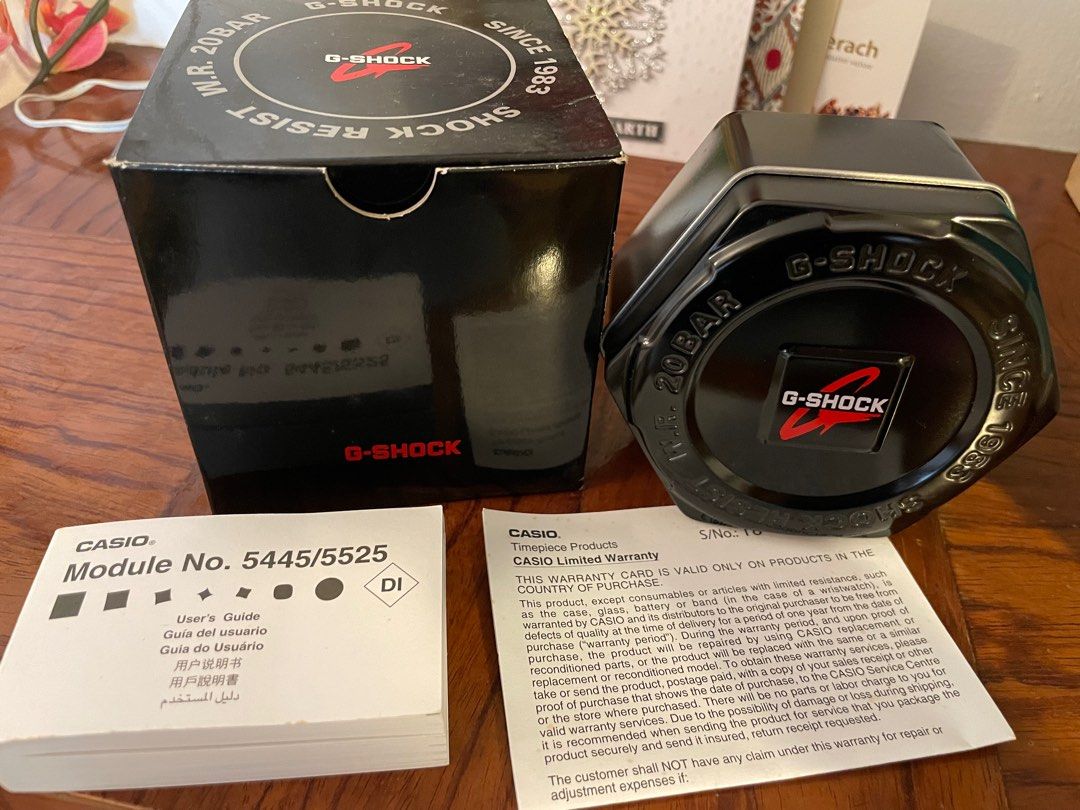 G-SHOCK
W.R. 20BAR
SINCE 1983
SHOCK RESIST
G-SHOCK
G-SHOCK
erach
ARTH
G-SHOCK
W.R. 20BAR
SINCE 1983
G-SHOCK
CASIO
Module No. 5445/5525
DI
User's Guide
Guía del usuario
Guia do Usuário
用户说明书
用戶說明書
دليل المستخدم
CASIO.
S/No.:
Timepiece Products
CASIO Limited Warranty
THIS WARRANTY CARD IS VALID ONLY ON PRODUCTS IN THE
COUNTRY OF PURCHASE.
This product, except consumables or articles with limited resistance, such
as the case, glass, battery or band (in the case of a wristwatch), is
warranted by CASIO and its distributors to the original purchaser to be free from
defects of quality at the time of delivery for a period of one year from the date of
purchase ("warranty period"). During the warranty period, and upon proof of
purchase, the product will be repaired by using CASIO replacement or
reconditioned parts, or the product will be replaced with the same or a similar
replacement or reconditioned model. To obtain these warranty services, please
take or send the product, postage paid, with a copy of your sales receipt or other
proof of purchase that shows the date of purchase, to the CASIO Service Centre
or the store where purchased. There will be no parts or labor charge to you for
valid warranty services. Due to the possibility of damage or loss during shipping,
it is recommended when sending the product for service that you package the
product securely and send it insured, return receipt requested.
The customer shall NOT have any claim under this warranty for repair or
adjustment expenses if: